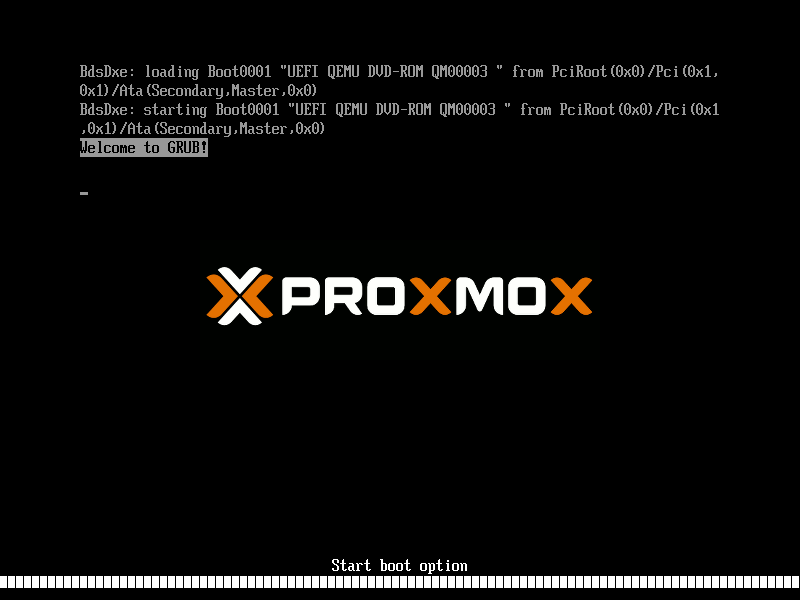 BdsDxe: loading Boot0001 "UEFI QEMU DVD-ROM QM00003 " from PciRoot(0x0)/Pci(0x1,
0x1)/Ata(Secondary,Master,0x0)
BdsDxe: starting Boot0001 "UEFI QEMU DVD-ROM QM00003 " from PciRoot(0x0)/Pci(0x1
,0x1)/Ata(Secondary,Master,0x0)
Welcome to GRUB!
PROXMOX
Start boot option